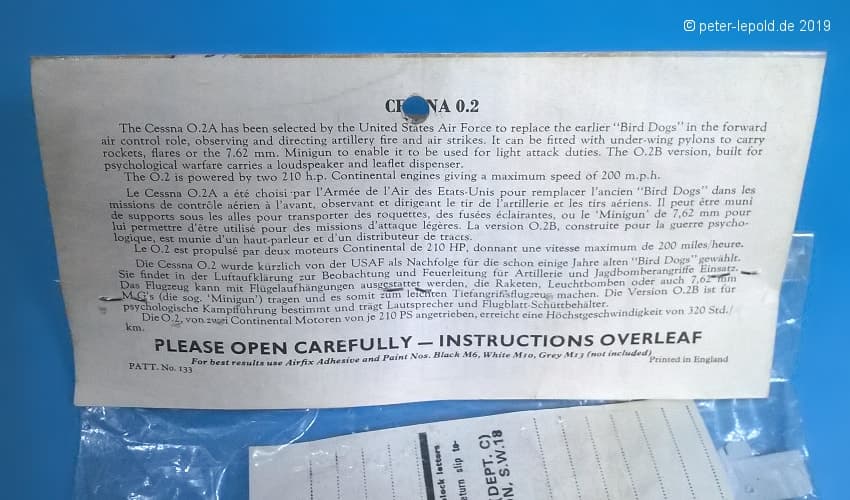 © peter-lepold.de 2019
CE NA 0.2
The Cessna O.2A has been selected by the United States Air Force to replace the earlier "Bird Dogs" in the forward
air control role, observing and directing artillery fire and air strikes. It can be fitted with under-wing pylons to carry
rockets, flares or the 7.62 mm. Minigun to enable it to be used for light attack duties. The O.2B version, built for
psychological warfare carries a loudspeaker and leaflet dispenser.
The O.2 is powered by two 210 h.p. Continental engines giving a maximum speed of 200 m.p.h.
Le Cessna O.2A a été choisi par l'Armée de l'Air des Etats-Unis pour remplacer l'ancien "Bird Dogs" dans les
missions de contrôle aérien à l'avant, observant et dirigeant le tir de l'artillerie et les tirs aériens. Il peut être muni
de supports sous les alles pour transporter des roquettes, des fusées éclairantes, ou le 'Minigun' de 7,62 mm pour
lui permettre d'être utilisé pour des missions d'attaque légères. La version O.2B, construite pour la guerre psycho-
logique, est munie d'un haut-parleur et d'un distributeur de tracts.
Le O.2 est propulsé par deux moteurs Continental de 210 HP, donnant une vitesse maximum de 200 miles/heure.
Die Cessna O.2 wurde kürzlich von der USAF als Nachfolge für die schon einige Jahre alten "Bird Dogs" gewählt.
Sie findet in der Luftaufklärung zur Beobachtung und Feuerleitung für Artillerie und Jagdbomberangriffe Einsatz.
Das Flugzeug kann mit Flügelaufhängungen ausgestattet werden, die Raketen, Leuchtbomben oder auch 7,62 mm
M.G's (die sog. 'Minigun') tragen und es somit zum leichten Tiefangriffsflugzeug machen. Die Version O.2B ist für
psychologische Kampfführung bestimmt und trägt Lautsprecher und Flugblatt-Schüttbehälter.
Die O.2, von zwei Continental Motoren von je 210 PS angetrieben, erreicht eine Höchstgeschwindigkeit von 320 Std./
km.
PLEASE OPEN CAREFULLY — INSTRUCTIONS OVERLEAF
For best results use Airfix Adhesive and Paint Nos. Black M6, White M10, Grey M13 (not included)
PATT. No. 133
Printed in England
lock letters
eturn slip to-
DEPT. C)
ON, S.W.18